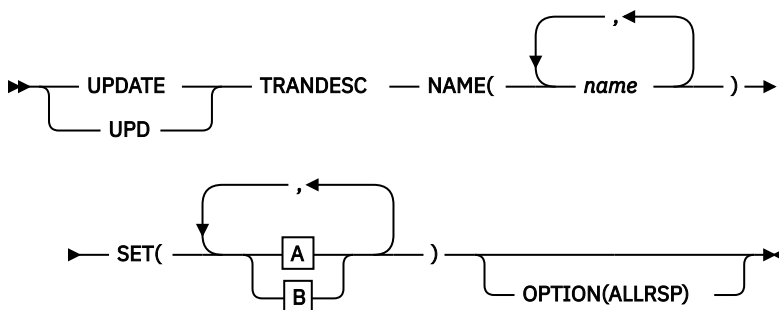 ,
UPDATE TRANDESC NAME( name )
UPD
,
SET( A )
B OPTION(ALLRSP)